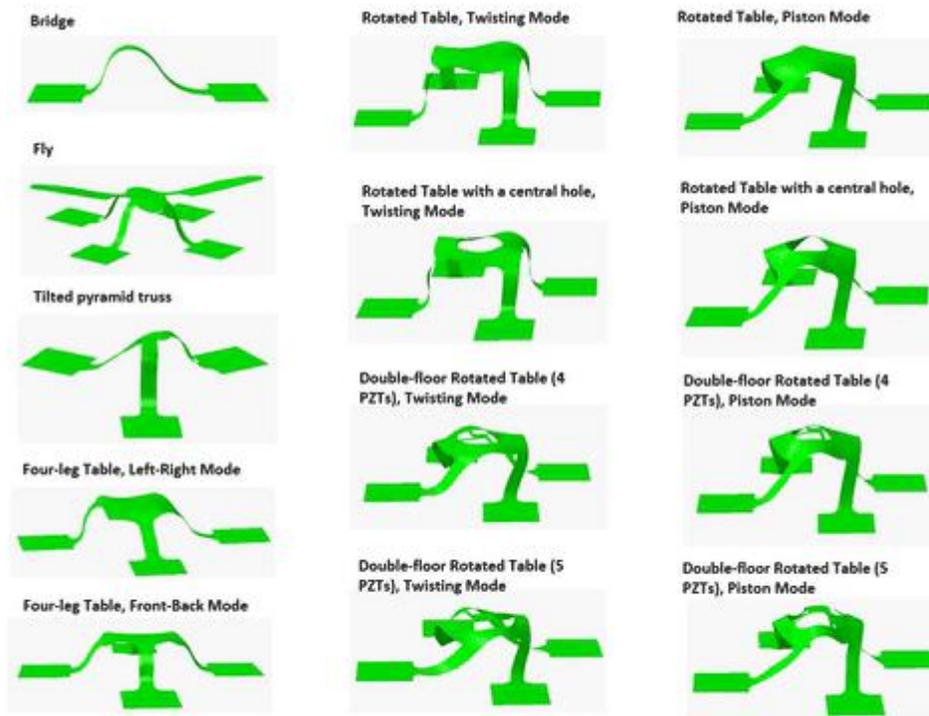 Bridge
Fly
Tilted pyramid truss
Four-leg Table, Left-Right Mode
Four-leg Table, Front-Back Mode
Rotated Table, Twisting Mode
Rotated Table with a central hole,
Twisting Mode
Double-floor Rotated Table (4
PZTs), Twisting Mode
Double-floor Rotated Table (5
PZTs), Twisting Mode
Rotated Table, Piston Mode
Rotated Table with a central hole,
Piston Mode
Double-floor Rotated Table (4
PZTs), Piston Mode
Double-floor Rotated Table (5
PZTs), Piston Mode